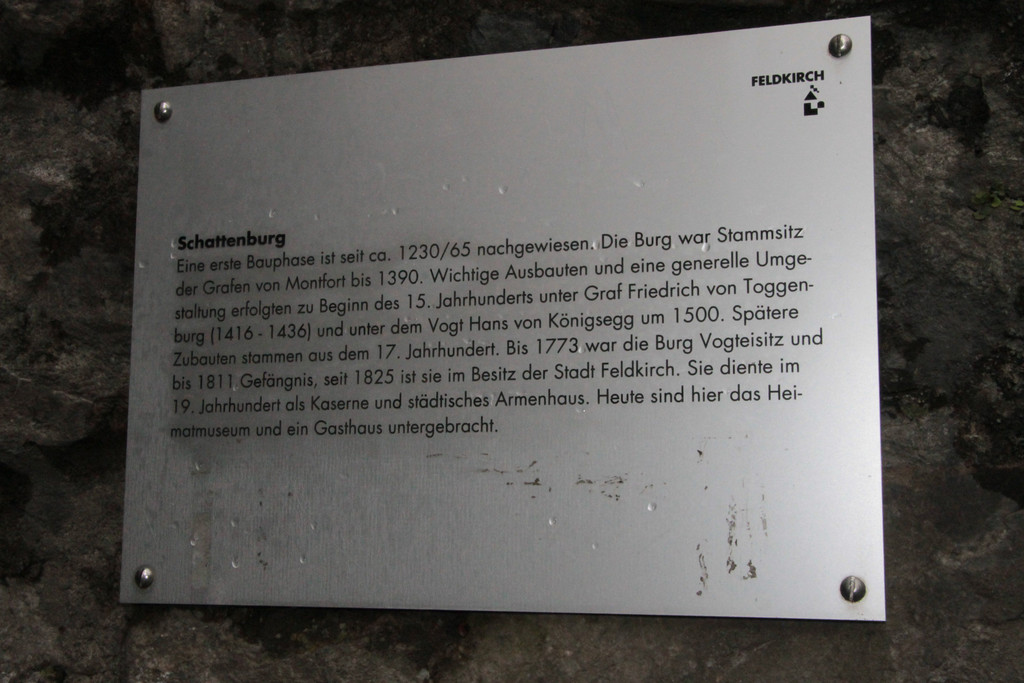 FELDKIRCH
Schattenburg
Eine erste Bauphase ist seit ca. 1230/65 nachgewiesen. Die Burg war Stammsitz
der Grafen von Montfort bis 1390. Wichtige Ausbauten und eine generelle Umge-
staltung erfolgten zu Beginn des 15. Jahrhunderts unter Graf Friedrich von Toggen-
burg (1416 - 1436) und unter dem Vogt Hans von Königsegg um 1500. Spätere
Zubauten stammen aus dem 17. Jahrhundert. Bis 1773 war die Burg Vogteisitz und
bis 1811 Gefängnis, seit 1825 ist sie im Besitz der Stadt Feldkirch. Sie diente im
19. Jahrhundert als Kaserne und städtisches Armenhaus. Heute sind hier das Hei-
matmuseum und ein Gasthaus untergebracht.